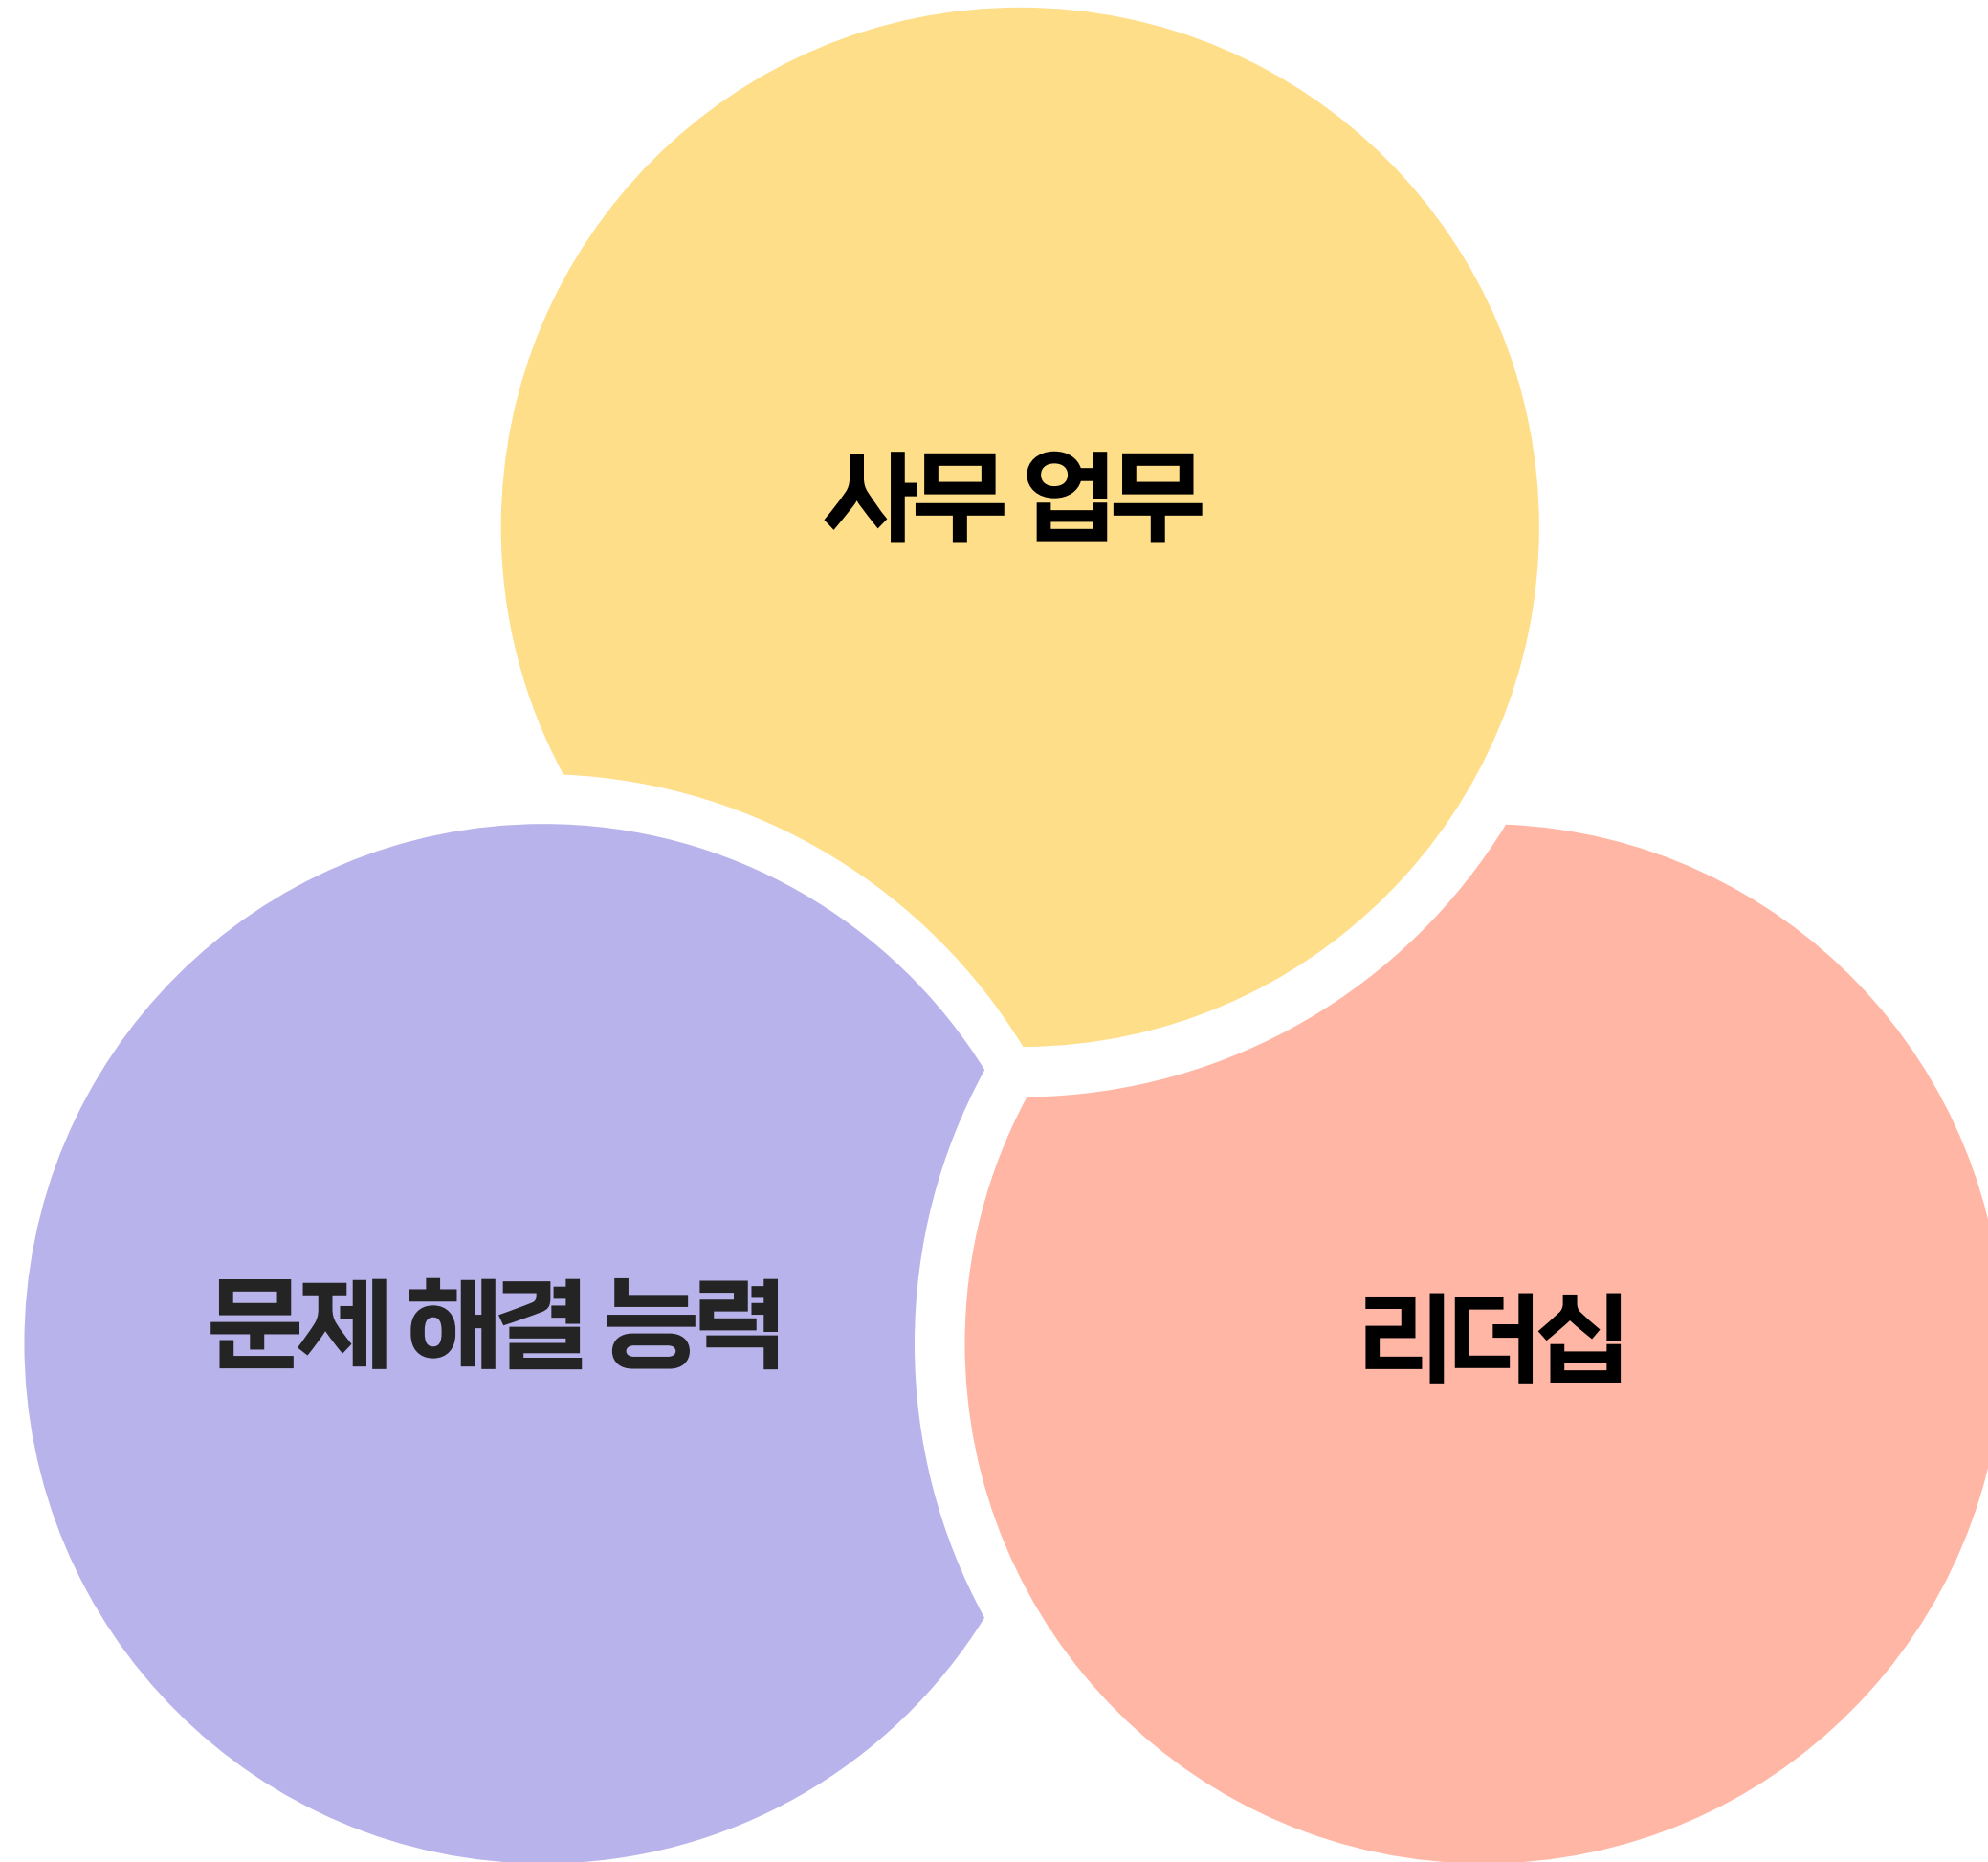 사무 업무
문제 해결 능력
리더십